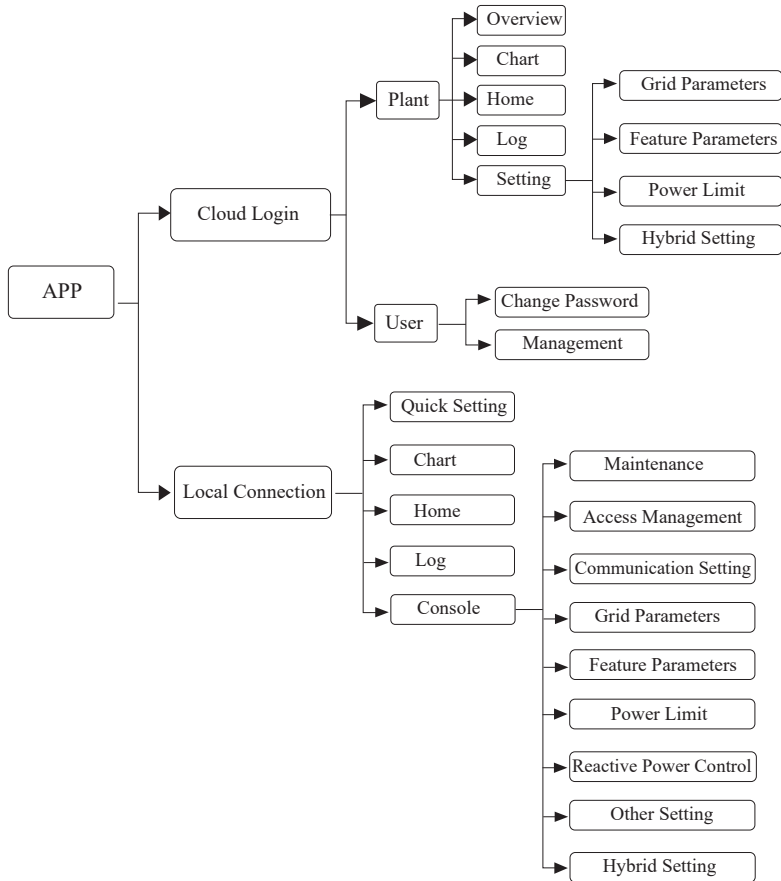 APP
Cloud Login
Plant
Overview
Chart
Home
Log
Setting
Grid Parameters
Feature Parameters
Power Limit
Hybrid Setting
User
Change Password
Management
Local Connection
Quick Setting
Chart
Home
Log
Console
Maintenance
Access Management
Communication Setting
Grid Parameters
Feature Parameters
Power Limit
Reactive Power Control
Other Setting
Hybrid Setting